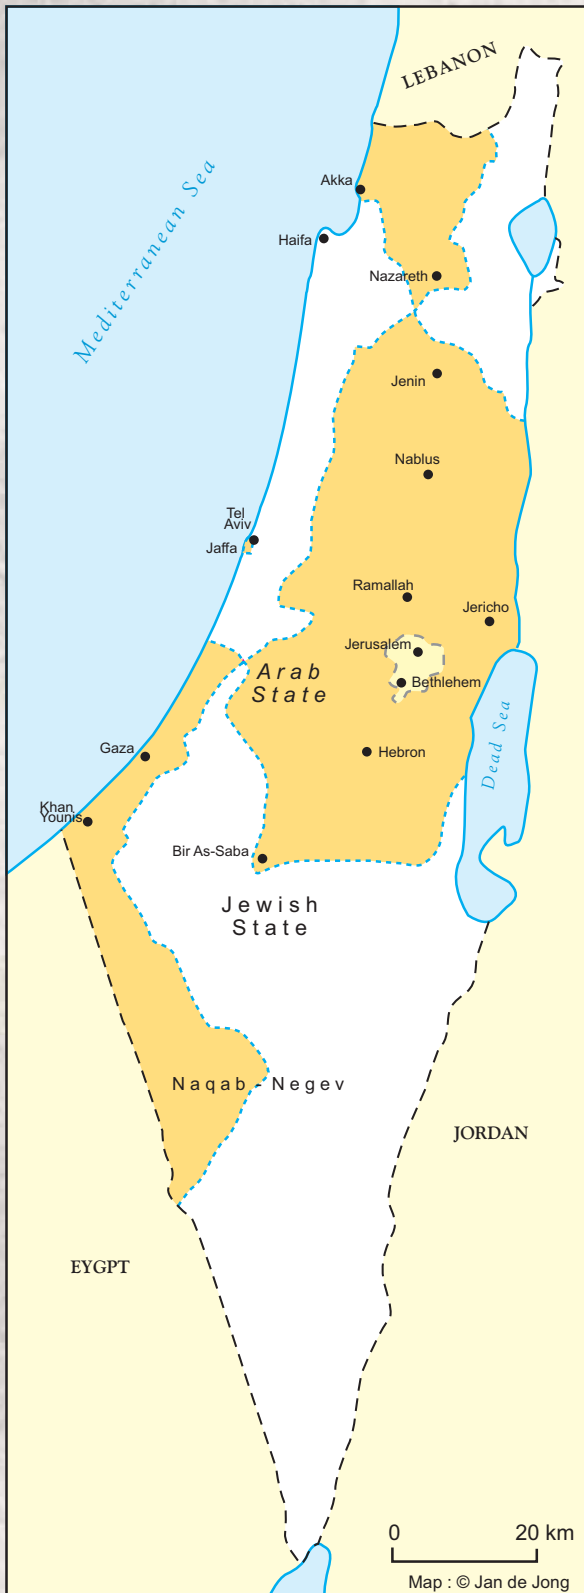 LEBANON
Mediterranean Sea
Akka
Haifa
Nazareth
Jenin
Nablus
Tel
Aviv
Jaffa
Ramallah
Jericho
Jerusalem
Arab
State
Bethlehem
Dead Sea
Gaza
Hebron
Khan
Younis
Bir As-Saba
Jewish
State
Naqab - Negev
JORDAN
EYGPT
0 20 km
Map : © Jan de Jong